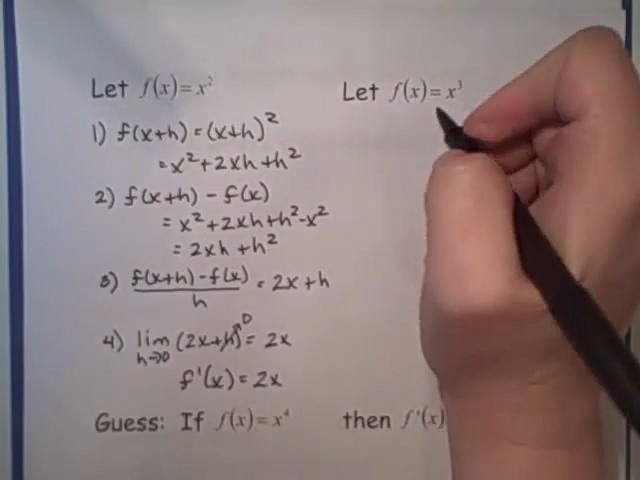 Let f(x)=x²
1) f(x+h) = (x+h)²
= x²+2xh+h²
2) f(x+h) - f(x)
= x²+2xh+h²-x²
= 2xh+h²
3) f(x+h)-f(x) / h = 2x+h
4) lim h→0 (2x+h) 0 = 2x
f'(x) = 2x
Let f(x)=x³
Guess: If f(x)=x⁴ then f'(x)